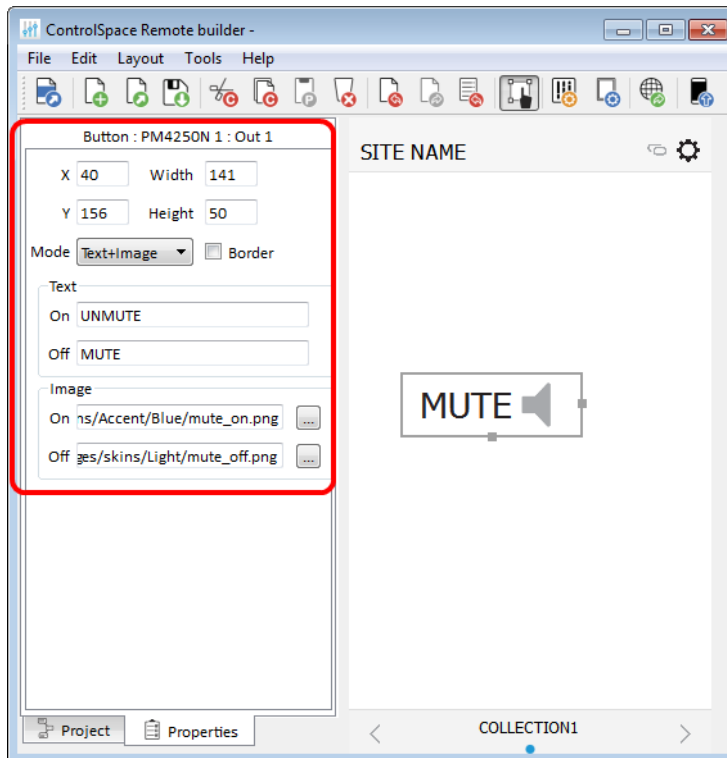 ControlSpace Remote builder -
File Edit Layout Tools Help
Button : PM4250N 1 : Out 1
X 40 Width 141
Y 156 Height 50
Mode Text+Image Border
Text
On UNMUTE
Off MUTE
Image
On ns/Accent/Blue/mute_on.png ...
Off ges/skins/Light/mute_off.png ...
Project Properties
SITE NAME
MUTE
COLLECTION1